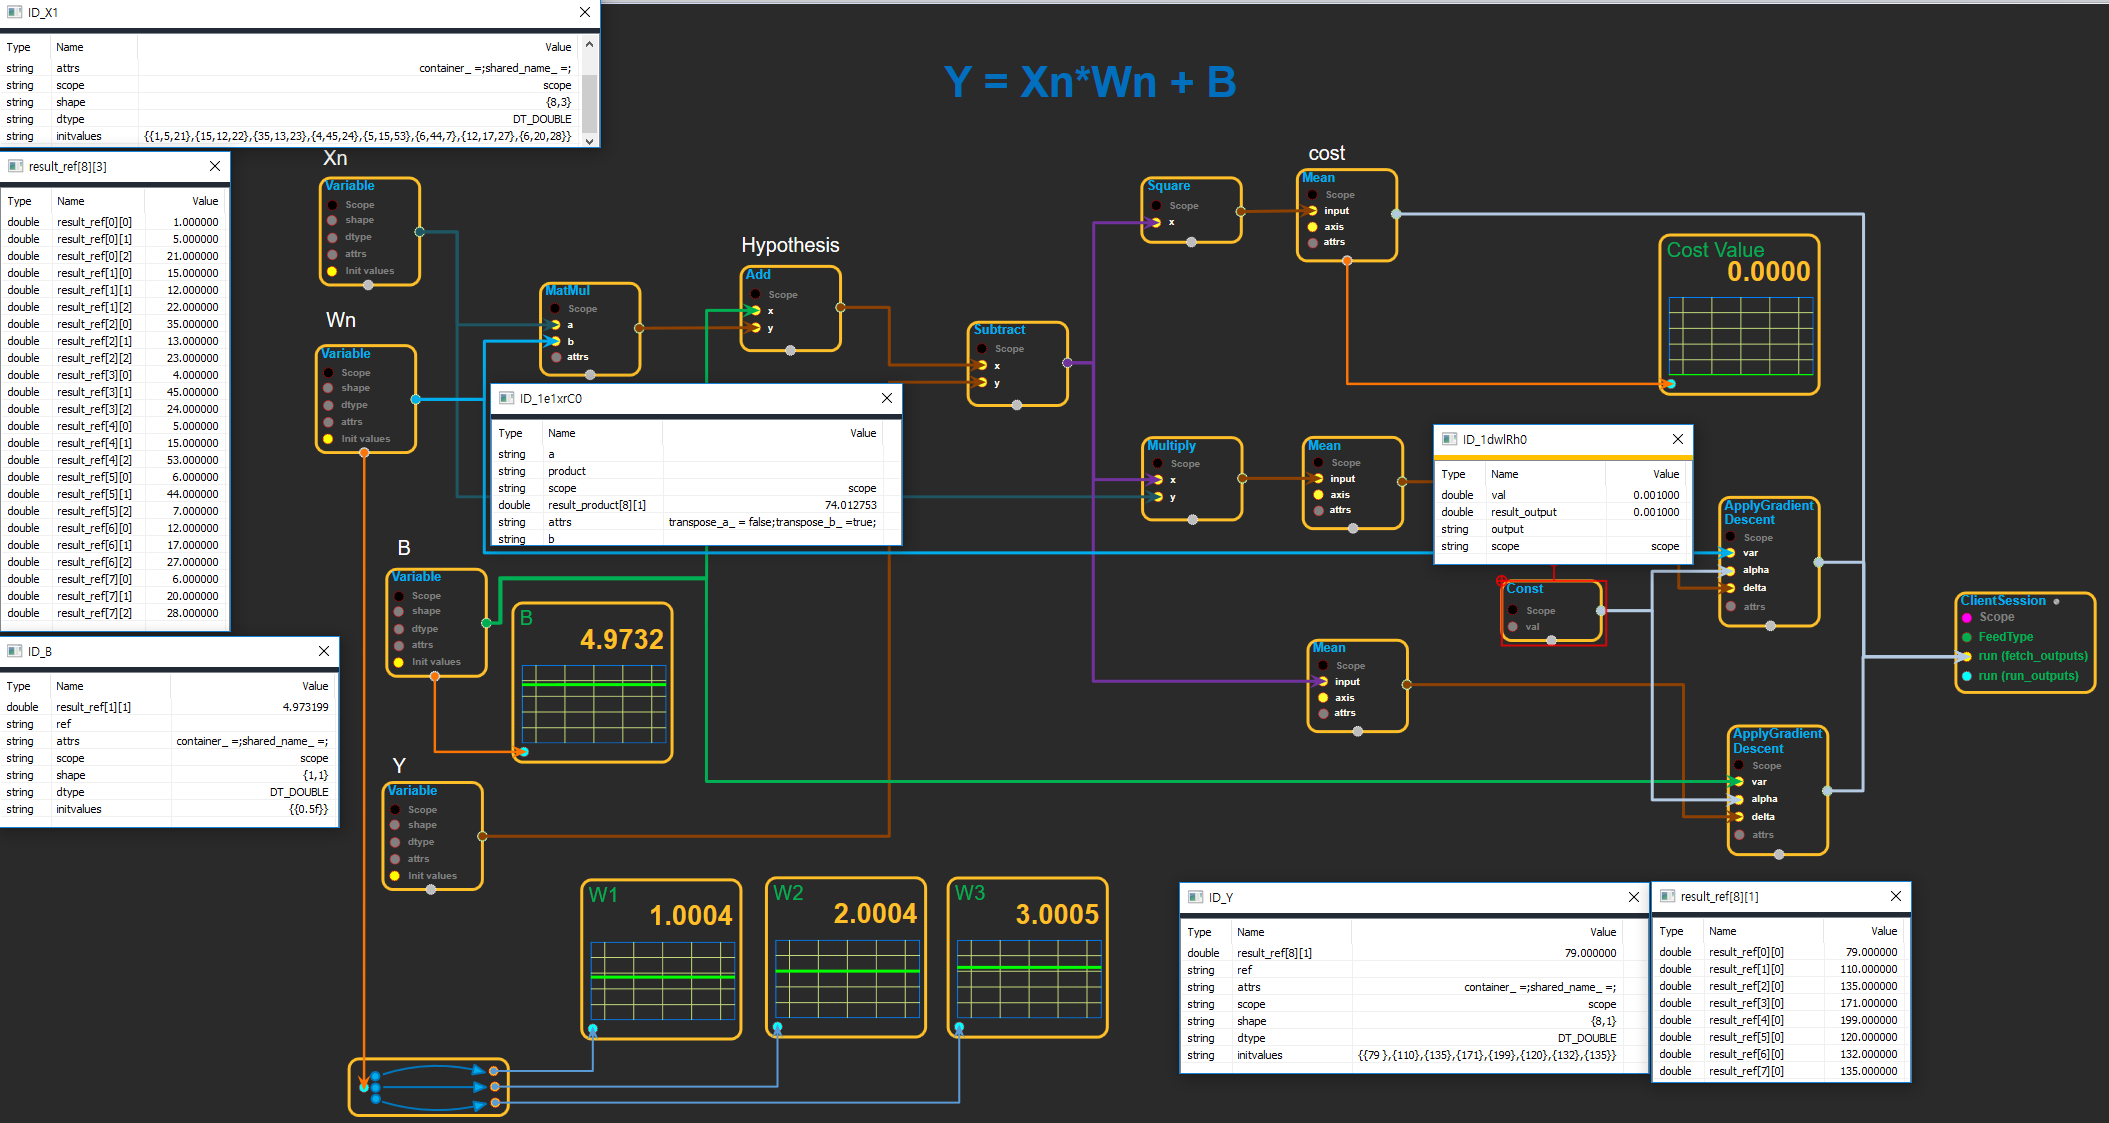 ID_X1
Type Name Value
string attrs container_ =;shared_name_ =;
string scope scope
string shape {8,3}
string dtype DT_DOUBLE
string initvalues {{1,5,21},{15,12,22},{35,13,23},{4,45,24},{5,15,53},{6,44,7},{12,17,27},{6,20,28}}
Y = Xn*Wn + B
result_ref[8][3]
Type Name Value
double result_ref[0][0] 1.000000
double result_ref[0][1] 5.000000
double result_ref[0][2] 21.000000
double result_ref[1][0] 15.000000
double result_ref[1][1] 12.000000
double result_ref[1][2] 22.000000
double result_ref[2][0] 35.000000
double result_ref[2][1] 13.000000
double result_ref[2][2] 23.000000
double result_ref[3][0] 4.000000
double result_ref[3][1] 45.000000
double result_ref[3][2] 24.000000
double result_ref[4][0] 5.000000
double result_ref[4][1] 15.000000
double result_ref[4][2] 53.000000
double result_ref[5][0] 6.000000
double result_ref[5][1] 44.000000
double result_ref[5][2] 7.000000
double result_ref[6][0] 12.000000
double result_ref[6][1] 17.000000
double result_ref[6][2] 27.000000
double result_ref[7][0] 6.000000
double result_ref[7][1] 20.000000
double result_ref[7][2] 28.000000
ID_B
Type Name Value
double result_ref[1][1] 4.973199
string ref
string attrs container_ =;shared_name_ =;
string scope scope
string shape {1,1}
string dtype DT_DOUBLE
string initvalues {{0.5f}}
Xn
Variable
Scope
shape
dtype
attrs
Init values
Wn
Variable
Scope
shape
dtype
attrs
Init values
MatMul
Scope
a
b
attrs
Hypothesis
Add
Scope
x
y
Subtract
Scope
x
y
Square
Scope
x
cost
Mean
Scope
input
axis
attrs
Cost Value
0.0000
ID_1e1xrC0
Type Name Value
string a
string product
string scope scope
double result_product[8][1] 74.012753
string attrs transpose_a_ = false;transpose_b_ =true;
string b
Multiply
Scope
x
y
Mean
Scope
input
axis
attrs
ID_1dwlRh0
Type Name Value
double val 0.001000
double result_output 0.001000
string output
string scope scope
Const
Scope
val
ApplyGradient
Descent
Scope
var
alpha
delta
attrs
B
Variable
Scope
shape
dtype
attrs
Init values
B
4.9732
Mean
Scope
input
axis
attrs
ClientSession
Scope
FeedType
run (fetch_outputs)
run (run_outputs)
ApplyGradient
Descent
Scope
var
alpha
delta
attrs
Y
Variable
Scope
shape
dtype
attrs
Init values
W1
1.0004
W2
2.0004
W3
3.0005
ID_Y
Type Name Value
double result_ref[8][1] 79.000000
string ref
string attrs container_ =;shared_name_ =;
string scope scope
string shape {8,1}
string dtype DT_DOUBLE
string initvalues {{79 },{110},{135},{171},{199},{120},{132},{135}}
result_ref[8][1]
Type Name Value
double result_ref[0][0] 79.000000
double result_ref[1][0] 110.000000
double result_ref[2][0] 135.000000
double result_ref[3][0] 171.000000
double result_ref[4][0] 199.000000
double result_ref[5][0] 120.000000
double result_ref[6][0] 132.000000
double result_ref[7][0] 135.000000